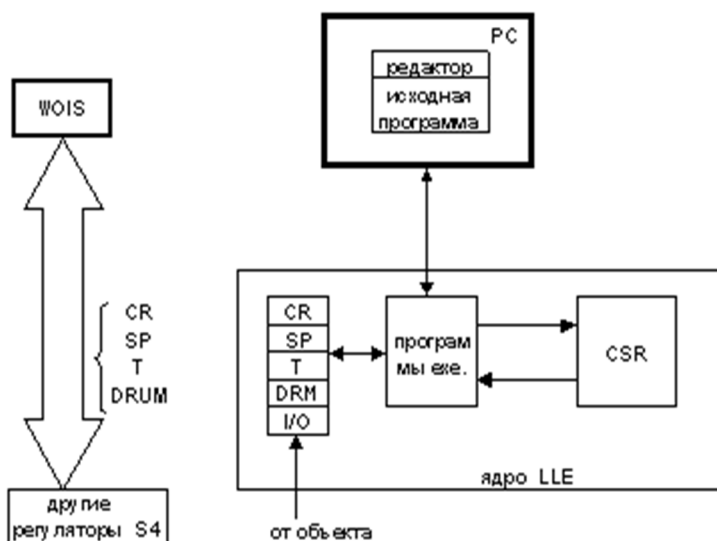 PC
редактор
исходная
программа
WOIS
CR
SP
T
DRUM
другие
регуляторы S4
CR
SP
T
DRM
I/O
програм
мы exe.
CSR
ядро LLE
от объекта